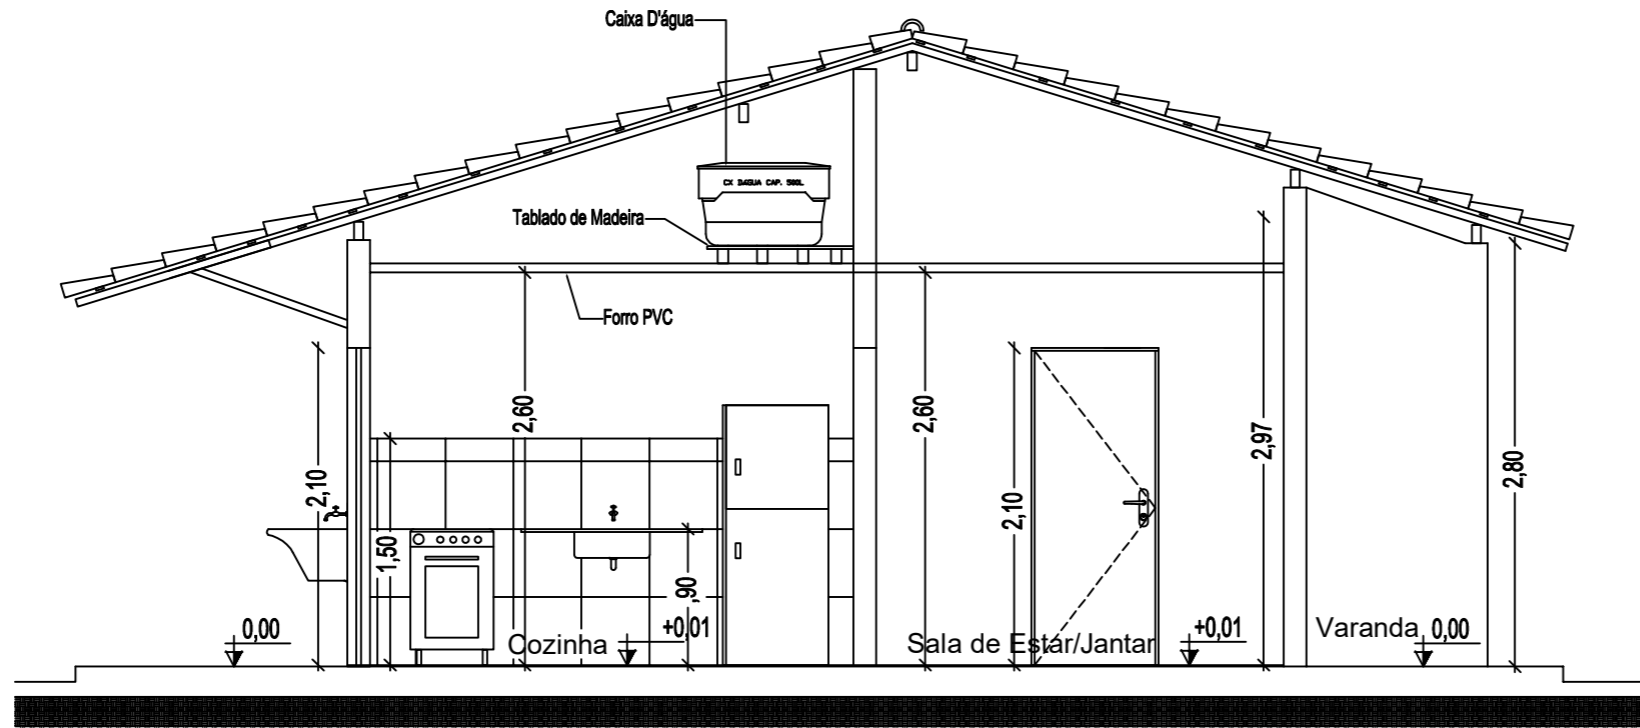 Caixa D'água
CX DAGUA CAP. 500L
Tablado de Madeira
Forro PVC
2,10
1,50
2,60
,90
2,60
2,10
2,97
2,80
0,00
Cozinha
+0,01
Sala de Estar/Jantar
+0,01
Varanda
0,00